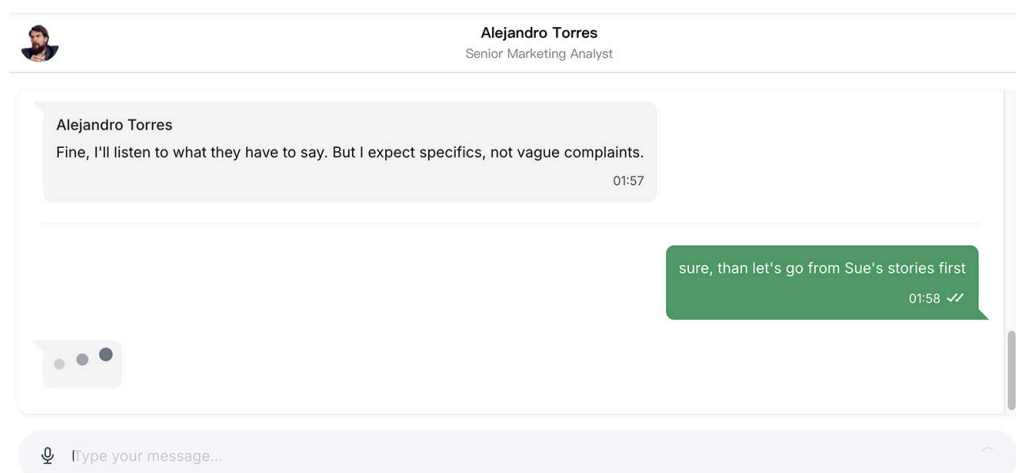 Alejandro Torres
Senior Marketing Analyst
Alejandro Torres
Fine, I'll listen to what they have to say. But I expect specifics, not vague complaints.
01:57
sure, than let's go from Sue's stories first
01:58
Type your message...